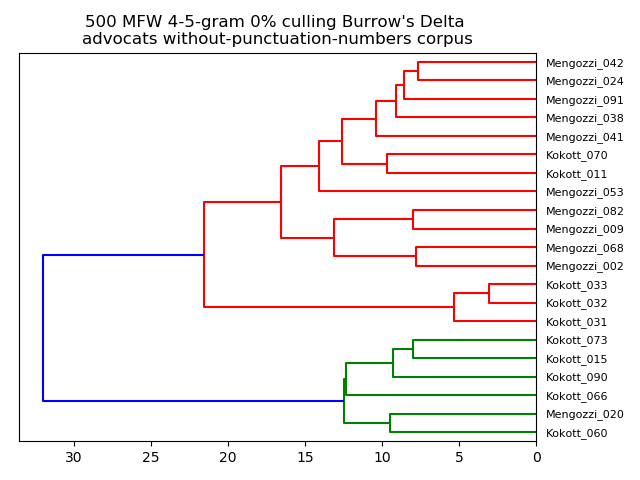 500 MFW 4-5-gram 0% culling Burrow's Delta
advocats without-punctuation-numbers corpus
Mengozzi_042
Mengozzi_024
Mengozzi_091
Mengozzi_038
Mengozzi_041
Kokott_070
Kokott_011
Mengozzi_053
Mengozzi_082
Mengozzi_009
Mengozzi_068
Mengozzi_002
Kokott_033
Kokott_032
Kokott_031
Kokott_073
Kokott_015
Kokott_090
Kokott_066
Mengozzi_020
Kokott_060
30 25 20 15 10 5 0